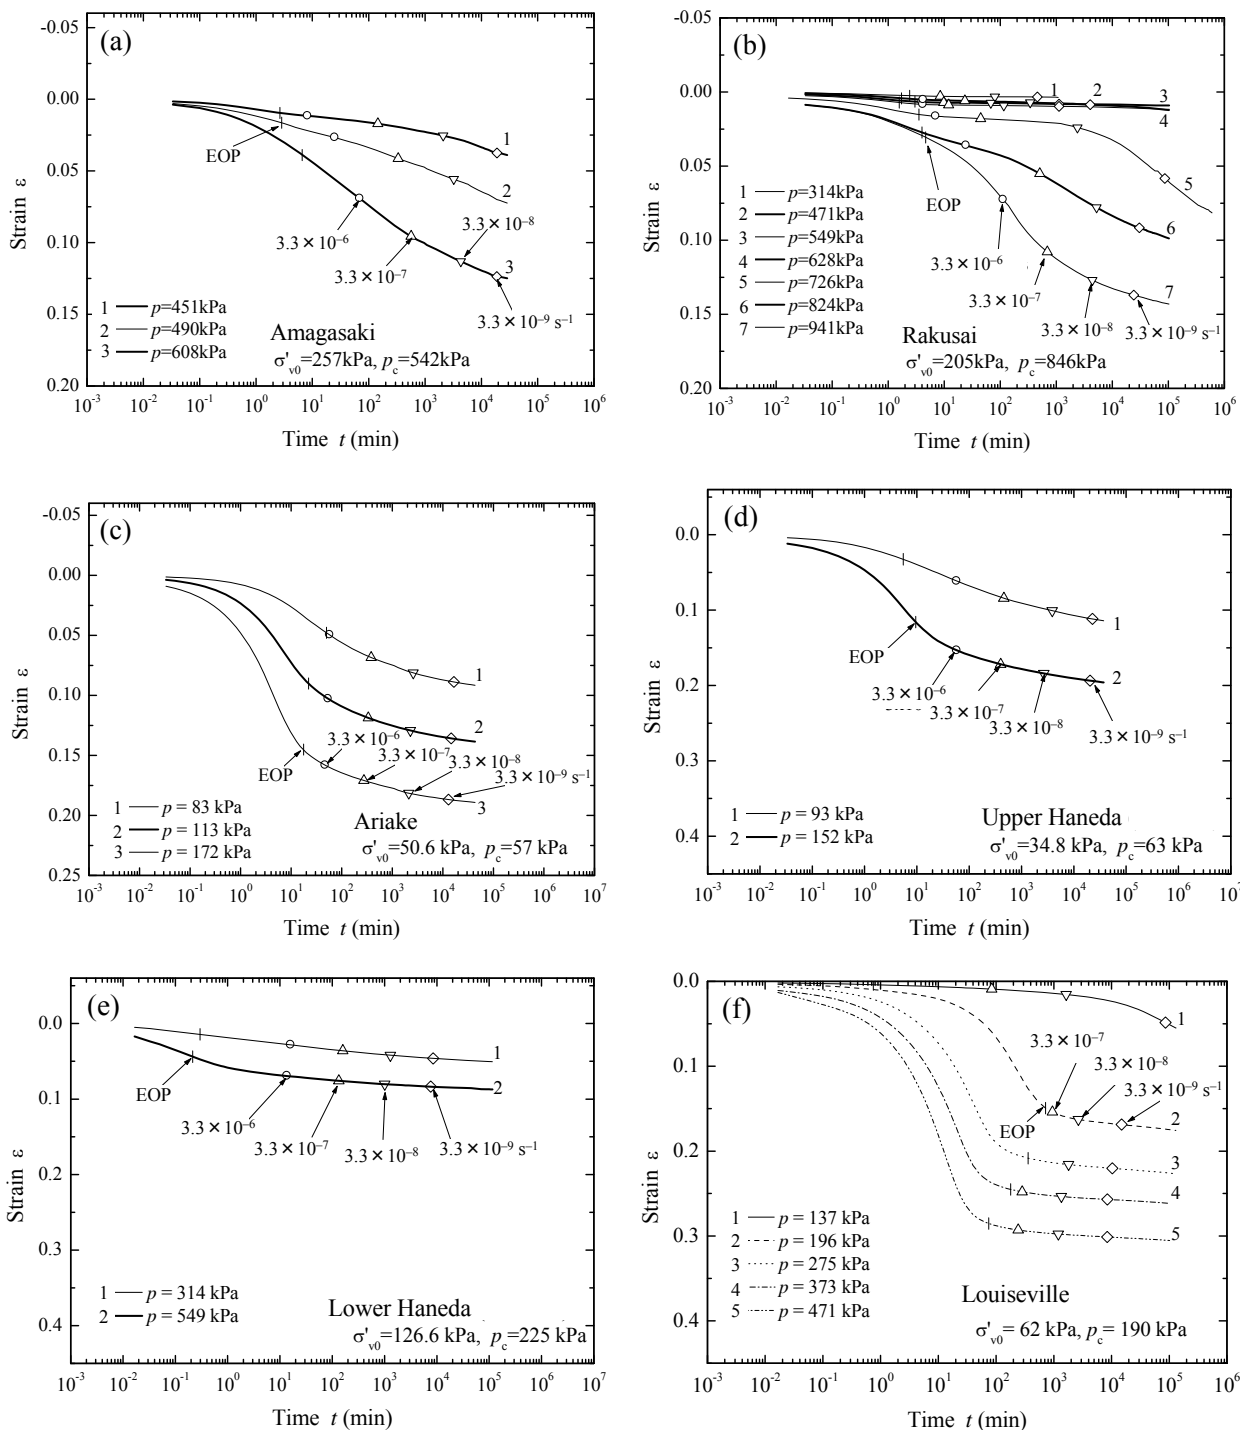 (a)
-0.05
0.00
0.05
0.10
0.15
0.20
Strain ε
EOP
1
2
3
3.3×10⁻⁶
3.3×10⁻⁷
3.3×10⁻⁸
3.3×10⁻⁹ s⁻¹
1 p=451kPa
2 p=490kPa
3 p=608kPa
Amagasaki
σ'v0=257kPa, pc=542kPa
10⁻³ 10⁻² 10⁻¹ 10⁰ 10¹ 10² 10³ 10⁴ 10⁵ 10⁶
Time t (min)
(b)
-0.05
0.00
0.05
0.10
0.15
0.20
Strain ε
EOP
1
2
3
4
5
6
7
3.3×10⁻⁶
3.3×10⁻⁷
3.3×10⁻⁸
3.3×10⁻⁹ s⁻¹
1 p=314kPa
2 p=471kPa
3 p=549kPa
4 p=628kPa
5 p=726kPa
6 p=824kPa
7 p=941kPa
Rakusai
σ'v0=205kPa, pc=846kPa
10⁻³ 10⁻² 10⁻¹ 10⁰ 10¹ 10² 10³ 10⁴ 10⁵ 10⁶
Time t (min)
(c)
-0.05
0.00
0.05
0.10
0.15
0.20
0.25
Strain ε
EOP
1
2
3
3.3×10⁻⁶
3.3×10⁻⁷
3.3×10⁻⁸
3.3×10⁻⁹ s⁻¹
1 p = 83 kPa
2 p = 113 kPa
3 p = 172 kPa
Ariake
σ'v0=50.6 kPa, pc=57 kPa
10⁻³ 10⁻² 10⁻¹ 10⁰ 10¹ 10² 10³ 10⁴ 10⁵ 10⁶ 10⁷
Time t (min)
(d)
0.0
0.1
0.2
0.3
0.4
Strain ε
EOP
1
2
3.3×10⁻⁶
3.3×10⁻⁷
3.3×10⁻⁸
3.3×10⁻⁹ s⁻¹
1 p = 93 kPa
2 p = 152 kPa
Upper Haneda
σ'v0=34.8 kPa, pc=63 kPa
10⁻³ 10⁻² 10⁻¹ 10⁰ 10¹ 10² 10³ 10⁴ 10⁵ 10⁶ 10⁷
Time t (min)
(e)
0.0
0.1
0.2
0.3
0.4
Strain ε
EOP
1
2
3.3×10⁻⁶
3.3×10⁻⁷
3.3×10⁻⁸
3.3×10⁻⁹ s⁻¹
1 p = 314 kPa
2 p = 549 kPa
Lower Haneda
σ'v0=126.6 kPa, pc=225 kPa
10⁻³ 10⁻² 10⁻¹ 10⁰ 10¹ 10² 10³ 10⁴ 10⁵ 10⁶ 10⁷
Time t (min)
(f)
0.0
0.1
0.2
0.3
0.4
Strain ε
EOP
1
2
3
4
5
3.3×10⁻⁷
3.3×10⁻⁸
3.3×10⁻⁹ s⁻¹
1 p = 137 kPa
2 p = 196 kPa
3 p = 275 kPa
4 p = 373 kPa
5 p = 471 kPa
Louiseville
σ'v0= 62 kPa, pc= 190 kPa
10⁻³ 10⁻² 10⁻¹ 10⁰ 10¹ 10² 10³ 10⁴ 10⁵ 10⁶
Time t (min)